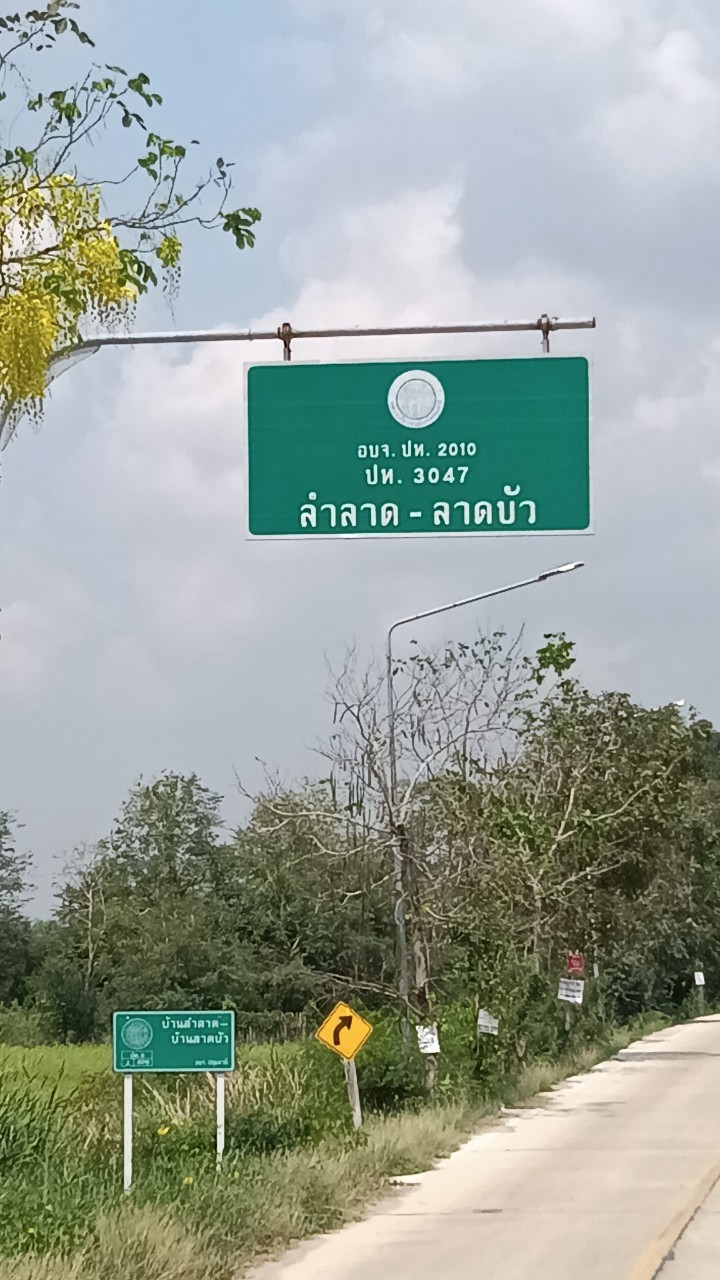 อบจ. ปท. 2010
ปท. 3047
ลำลาด - ลาดบัว
บ้านลำลาด-
บ้านลาดบัว